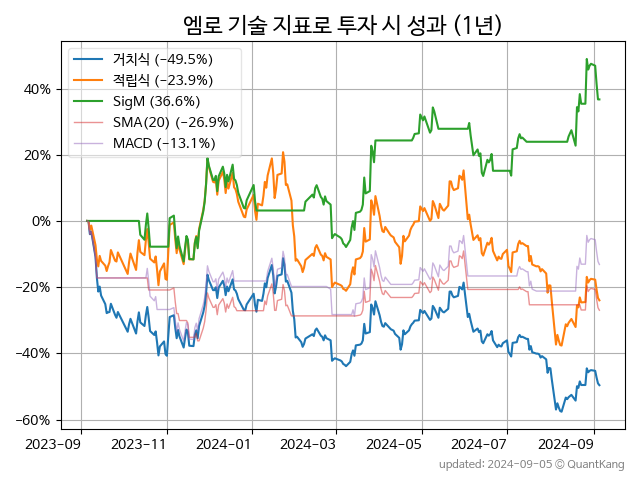 엠로 기술 지표로 투자 시 성과 (1년)
거치식 (−49.5%)
적립식 (−23.9%)
SigM (36.6%)
SMA(20) (−26.9%)
MACD (−13.1%)
40%
20%
0%
−20%
−40%
−60%
2023-09 2023-11 2024-01 2024-03 2024-05 2024-07 2024-09
updated: 2024-09-05 © QuantKang